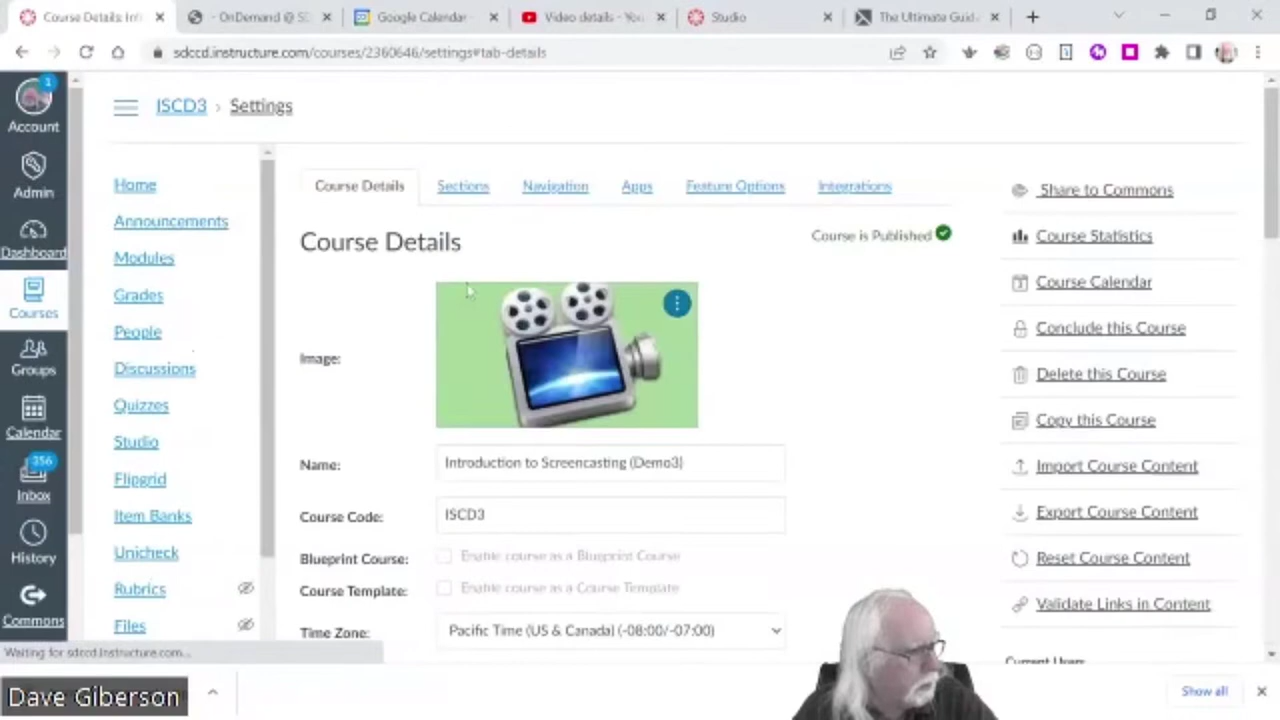 Course Details: Int
- OnDemand @ SD
Google Calendar -
Video details - You
Studio
The Ultimate Guid
sdccd.instructure.com/courses/2360646/settings#tab-details
1
Account
Admin
Dashboard
Courses
Groups
Calendar
356
Inbox
History
Commons
ISCD3 › Settings
Home
Announcements
Modules
Grades
People
Discussions
Quizzes
Studio
Flipgrid
Item Banks
Unicheck
Rubrics
Files
Course Details Sections Navigation Apps Feature Options Integrations
Course Details
Course is Published
Image:
Name: Introduction to Screencasting (Demo3)
Course Code: ISCD3
Blueprint Course: Enable course as a Blueprint Course
Course Template: Enable course as a Course Template
Time Zone: Pacific Time (US & Canada) (-08:00/-07:00)
Share to Commons
Course Statistics
Course Calendar
Conclude this Course
Delete this Course
Copy this Course
Import Course Content
Export Course Content
Reset Course Content
Validate Links in Content
Current Users
Waiting for sdccd.instructure.com...
Dave Giberson
Show all